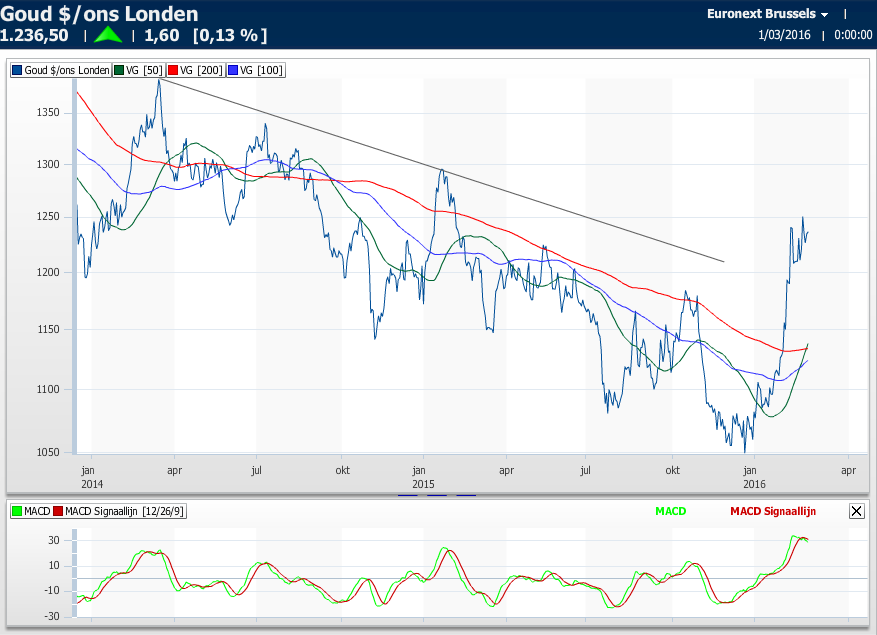 Goud $/ons Londen
Euronext Brussels
1.236,50 | | 1,60 [0,13 %]
1/03/2016 | 0:00:00
Goud $/ons Londen VG [50] VG [200] VG [100]
1350
1300
1250
1200
1150
1100
1050
jan apr jul okt jan apr jul okt jan apr
2014 2015 2016
MACD MACD Signaallijn [12/26/9] MACD MACD Signaallijn
30
10
-10
-30